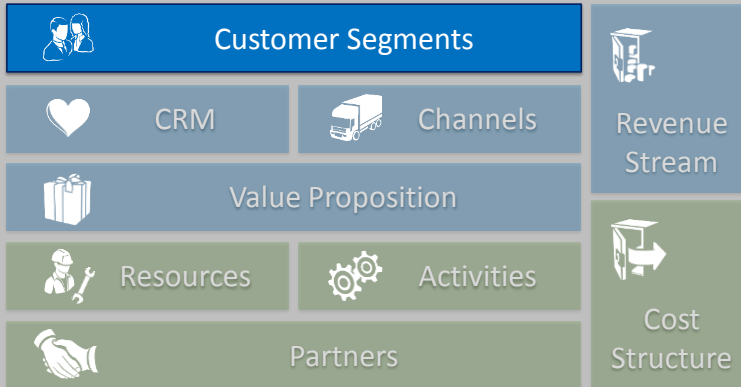 Customer Segments
CRM
Channels
Revenue
Stream
Value Proposition
Resources
Activities
Cost
Structure
Partners